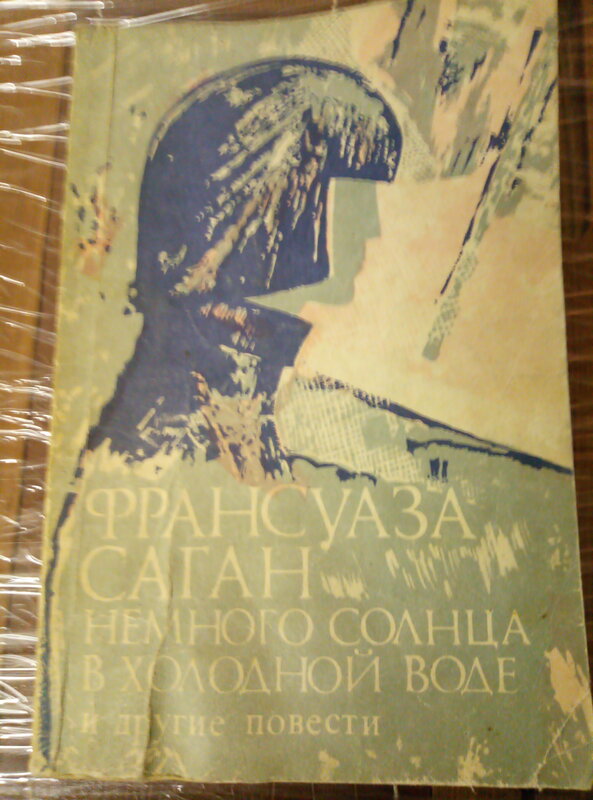 ФРАНСУАЗА
САГАН
НЕМНОГО СОЛНЦА
В ХОЛОДНОЙ ВОДЕ
и другие повести